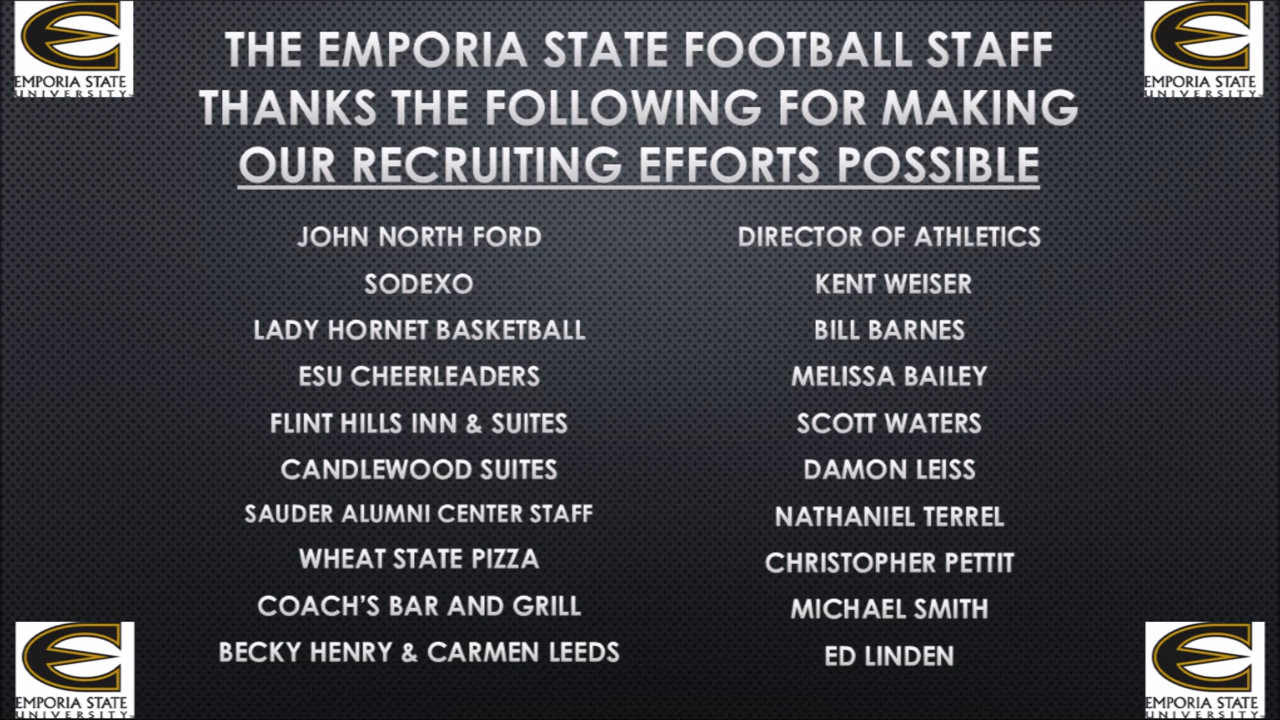 EMPORIA STATE
UNIVERSITY
EMPORIA STATE
UNIVERSITY
THE EMPORIA STATE FOOTBALL STAFF
THANKS THE FOLLOWING FOR MAKING
OUR RECRUITING EFFORTS POSSIBLE
JOHN NORTH FORD
SODEXO
LADY HORNET BASKETBALL
ESU CHEERLEADERS
FLINT HILLS INN & SUITES
CANDLEWOOD SUITES
SAUDER ALUMNI CENTER STAFF
WHEAT STATE PIZZA
COACH'S BAR AND GRILL
BECKY HENRY & CARMEN LEEDS
DIRECTOR OF ATHLETICS
KENT WEISER
BILL BARNES
MELISSA BAILEY
SCOTT WATERS
DAMON LEISS
NATHANIEL TERREL
CHRISTOPHER PETTIT
MICHAEL SMITH
ED LINDEN
EMPORIA STATE
UNIVERSITY
EMPORIA STATE
UNIVERSITY